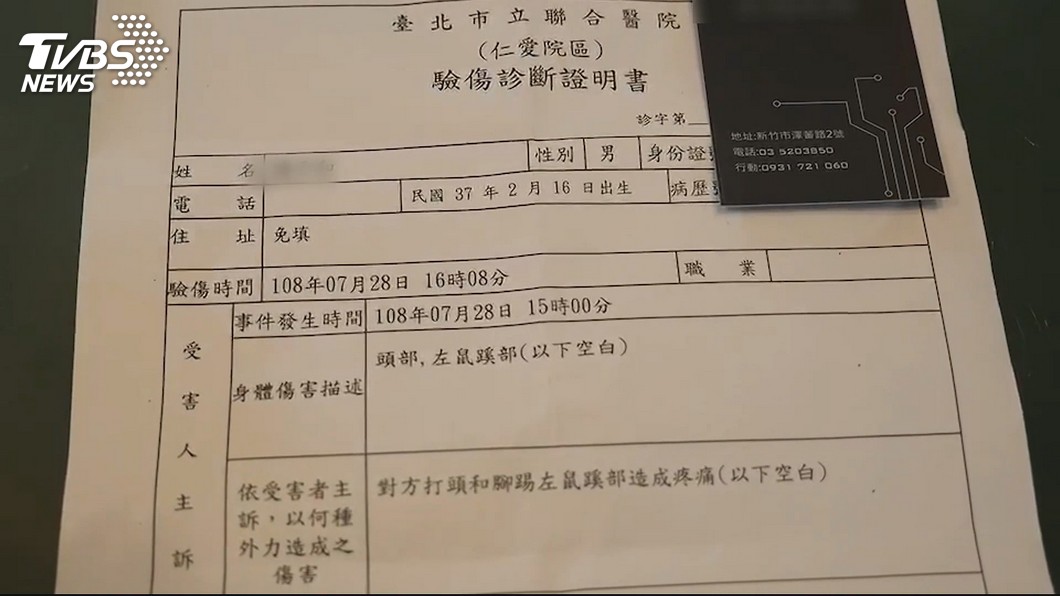 TVBS
NEWS
臺北市立聯合醫院
(仁愛院區)
驗傷診斷證明書
診字第
姓 名
性別 男 身份證
電 話
民國 37 年 2 月 16 日出生 病歷
住 址 免填
驗傷時間 108年07月28日 16時08分 職 業
受害人主訴
事件發生時間 108年07月28日 15時00分
身體傷害描述 頭部,左鼠蹊部(以下空白)
依受害者主
訴,以何種
外力造成之
傷害
對方打頭和腳踢左鼠蹊部造成疼痛(以下空白)
地址:新竹市澤蕃路2號
電話:03 5203850
行動:0931 721 060